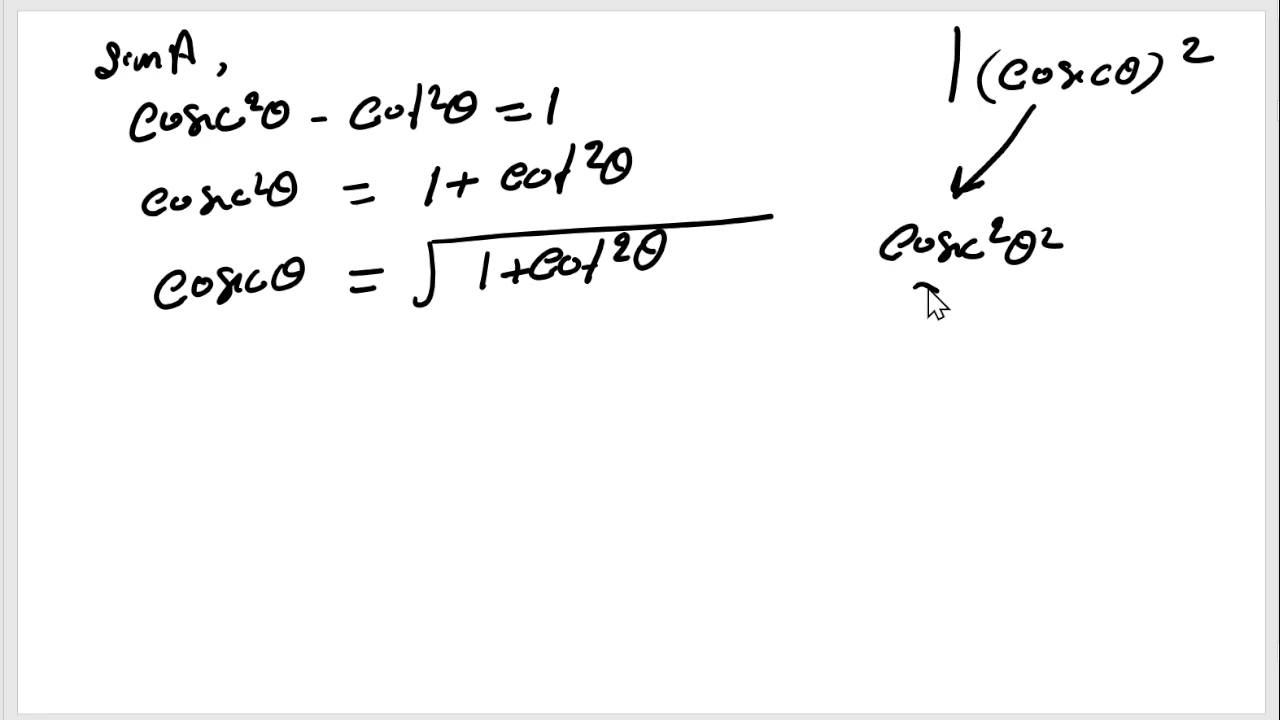 sinA,
cosec²θ - cot²θ = 1
cosec²θ = 1 + cot²θ
cosecθ = √1+cot²θ
| (cosecθ)²
cosec²θ²